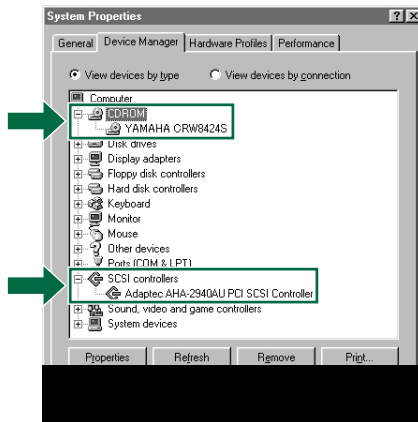 System Properties
General Device Manager Hardware Profiles Performance
View devices by type View devices by connection
Computer
CDROM
YAMAHA CRW8424S
Disk drives
Display adapters
Floppy disk controllers
Hard disk controllers
Keyboard
Monitor
Mouse
Other devices
Ports (COM & LPT)
SCSI controllers
Adaptec AHA-2940AU PCI SCSI Controller
Sound, video and game controllers
System devices
Properties Refresh Remove Print...